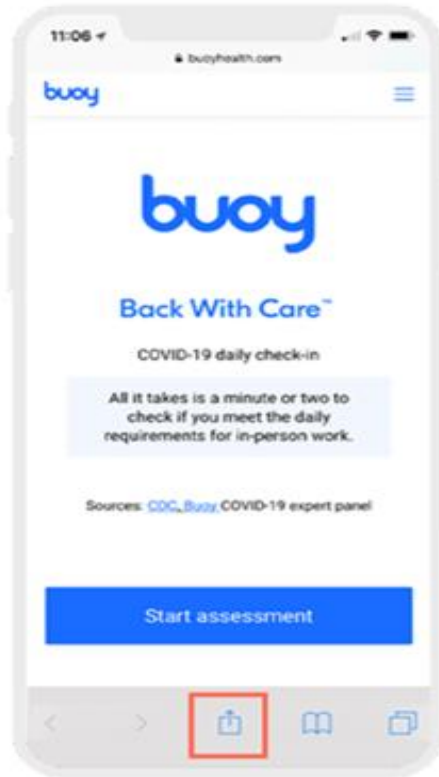 11:06
buoyhealth.com
buoy
buoy
Back With Care™
COVID-19 daily check-in
All it takes is a minute or two to
check if you meet the daily
requirements for in-person work.
Sources: CDC, Buoy COVID-19 expert panel
Start assessment